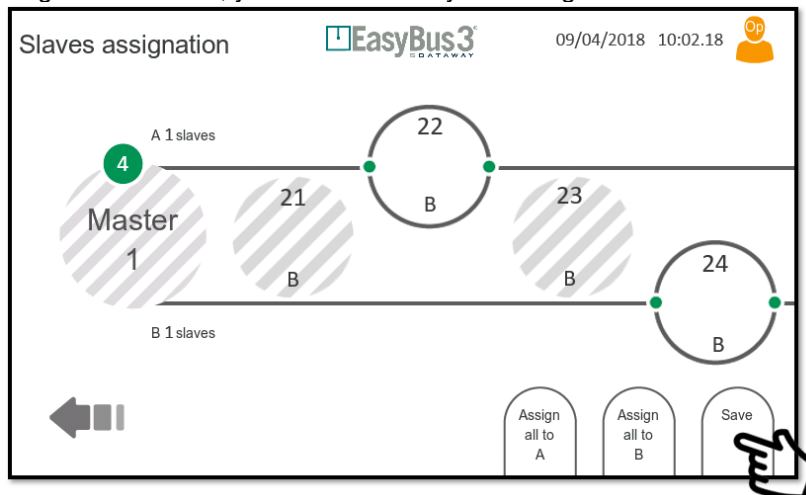 Slaves assignation
EasyBus3
DATAWAY
09/04/2018 10:02.18
Op
A 1 slaves
4
Master
1
21
B
22
B
23
B
24
B
B 1 slaves
Assign
all to
A
Assign
all to
B
Save